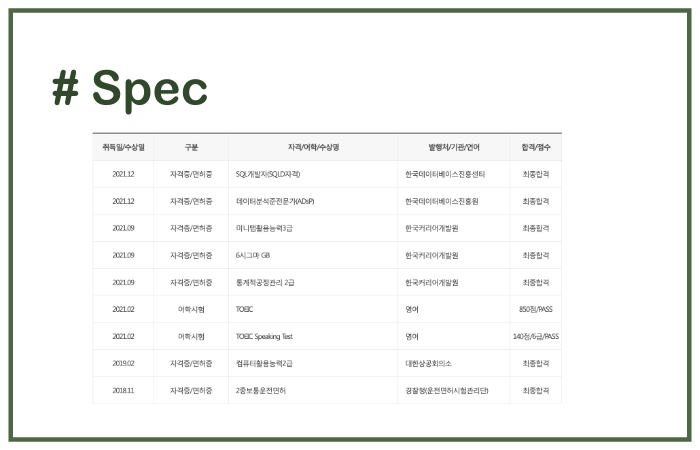 # Spec
취득일/수상일 구분 자격/어학/수상명 발행처/기관/언어 합격/점수
2021.12 자격증/면허증 SQL개발자(SQLD자격) 한국데이터베이스진흥센터 최종합격
2021.12 자격증/면허증 데이터분석준전문가(ADsP) 한국데이터베이스진흥원 최종합격
2021.09 자격증/면허증 미니탭활용능력3급 한국커리어개발원 최종합격
2021.09 자격증/면허증 6시그마 GB 한국커리어개발원 최종합격
2021.09 자격증/면허증 통계적공정관리 2급 한국커리어개발원 최종합격
2021.02 어학시험 TOEIC 영어 850점/PASS
2021.02 어학시험 TOEIC Speaking Test 영어 140점/6급/PASS
2019.02 자격증/면허증 컴퓨터활용능력2급 대한상공회의소 최종합격
2018.11 자격증/면허증 2종보통운전면허 경찰청(운전면허시험관리단) 최종합격